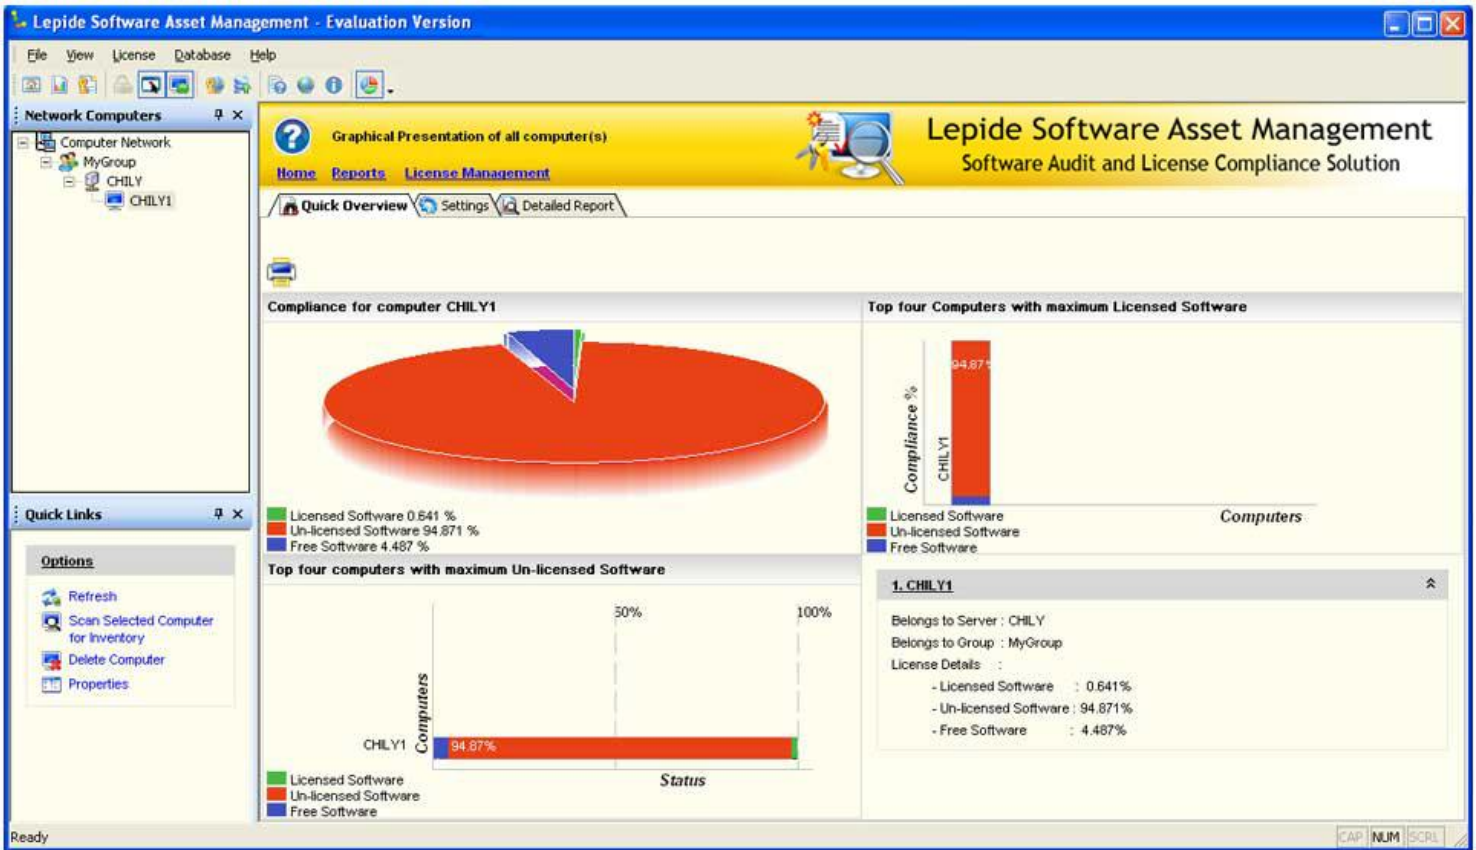 Lepide Software Asset Management - Evaluation Version
File View License Database Help
Network Computers
Computer Network
MyGroup
CHILY
CHILY1
Graphical Presentation of all computer(s)
Home Reports License Management
Lepide Software Asset Management
Software Audit and License Compliance Solution
Quick Overview Settings Detailed Report
Compliance for computer CHILY1
Licensed Software 0.641 %
Un-licensed Software 94.871 %
Free Software 4.487 %
Top four Computers with maximum Licensed Software
94.87%
Compliance %
CHILY1
Computers
Licensed Software
Un-licensed Software
Free Software
Quick Links
Options
Refresh
Scan Selected Computer
for Inventory
Delete Computer
Properties
Top four computers with maximum Un-licensed Software
50% 100%
Computers
CHILY1 94.87%
Status
Licensed Software
Un-licensed Software
Free Software
1. CHILY1
Belongs to Server : CHILY
Belongs to Group : MyGroup
License Details :
- Licensed Software : 0.641%
- Un-licensed Software : 94.871%
- Free Software : 4.487%
Ready
CAP NUM SCRL